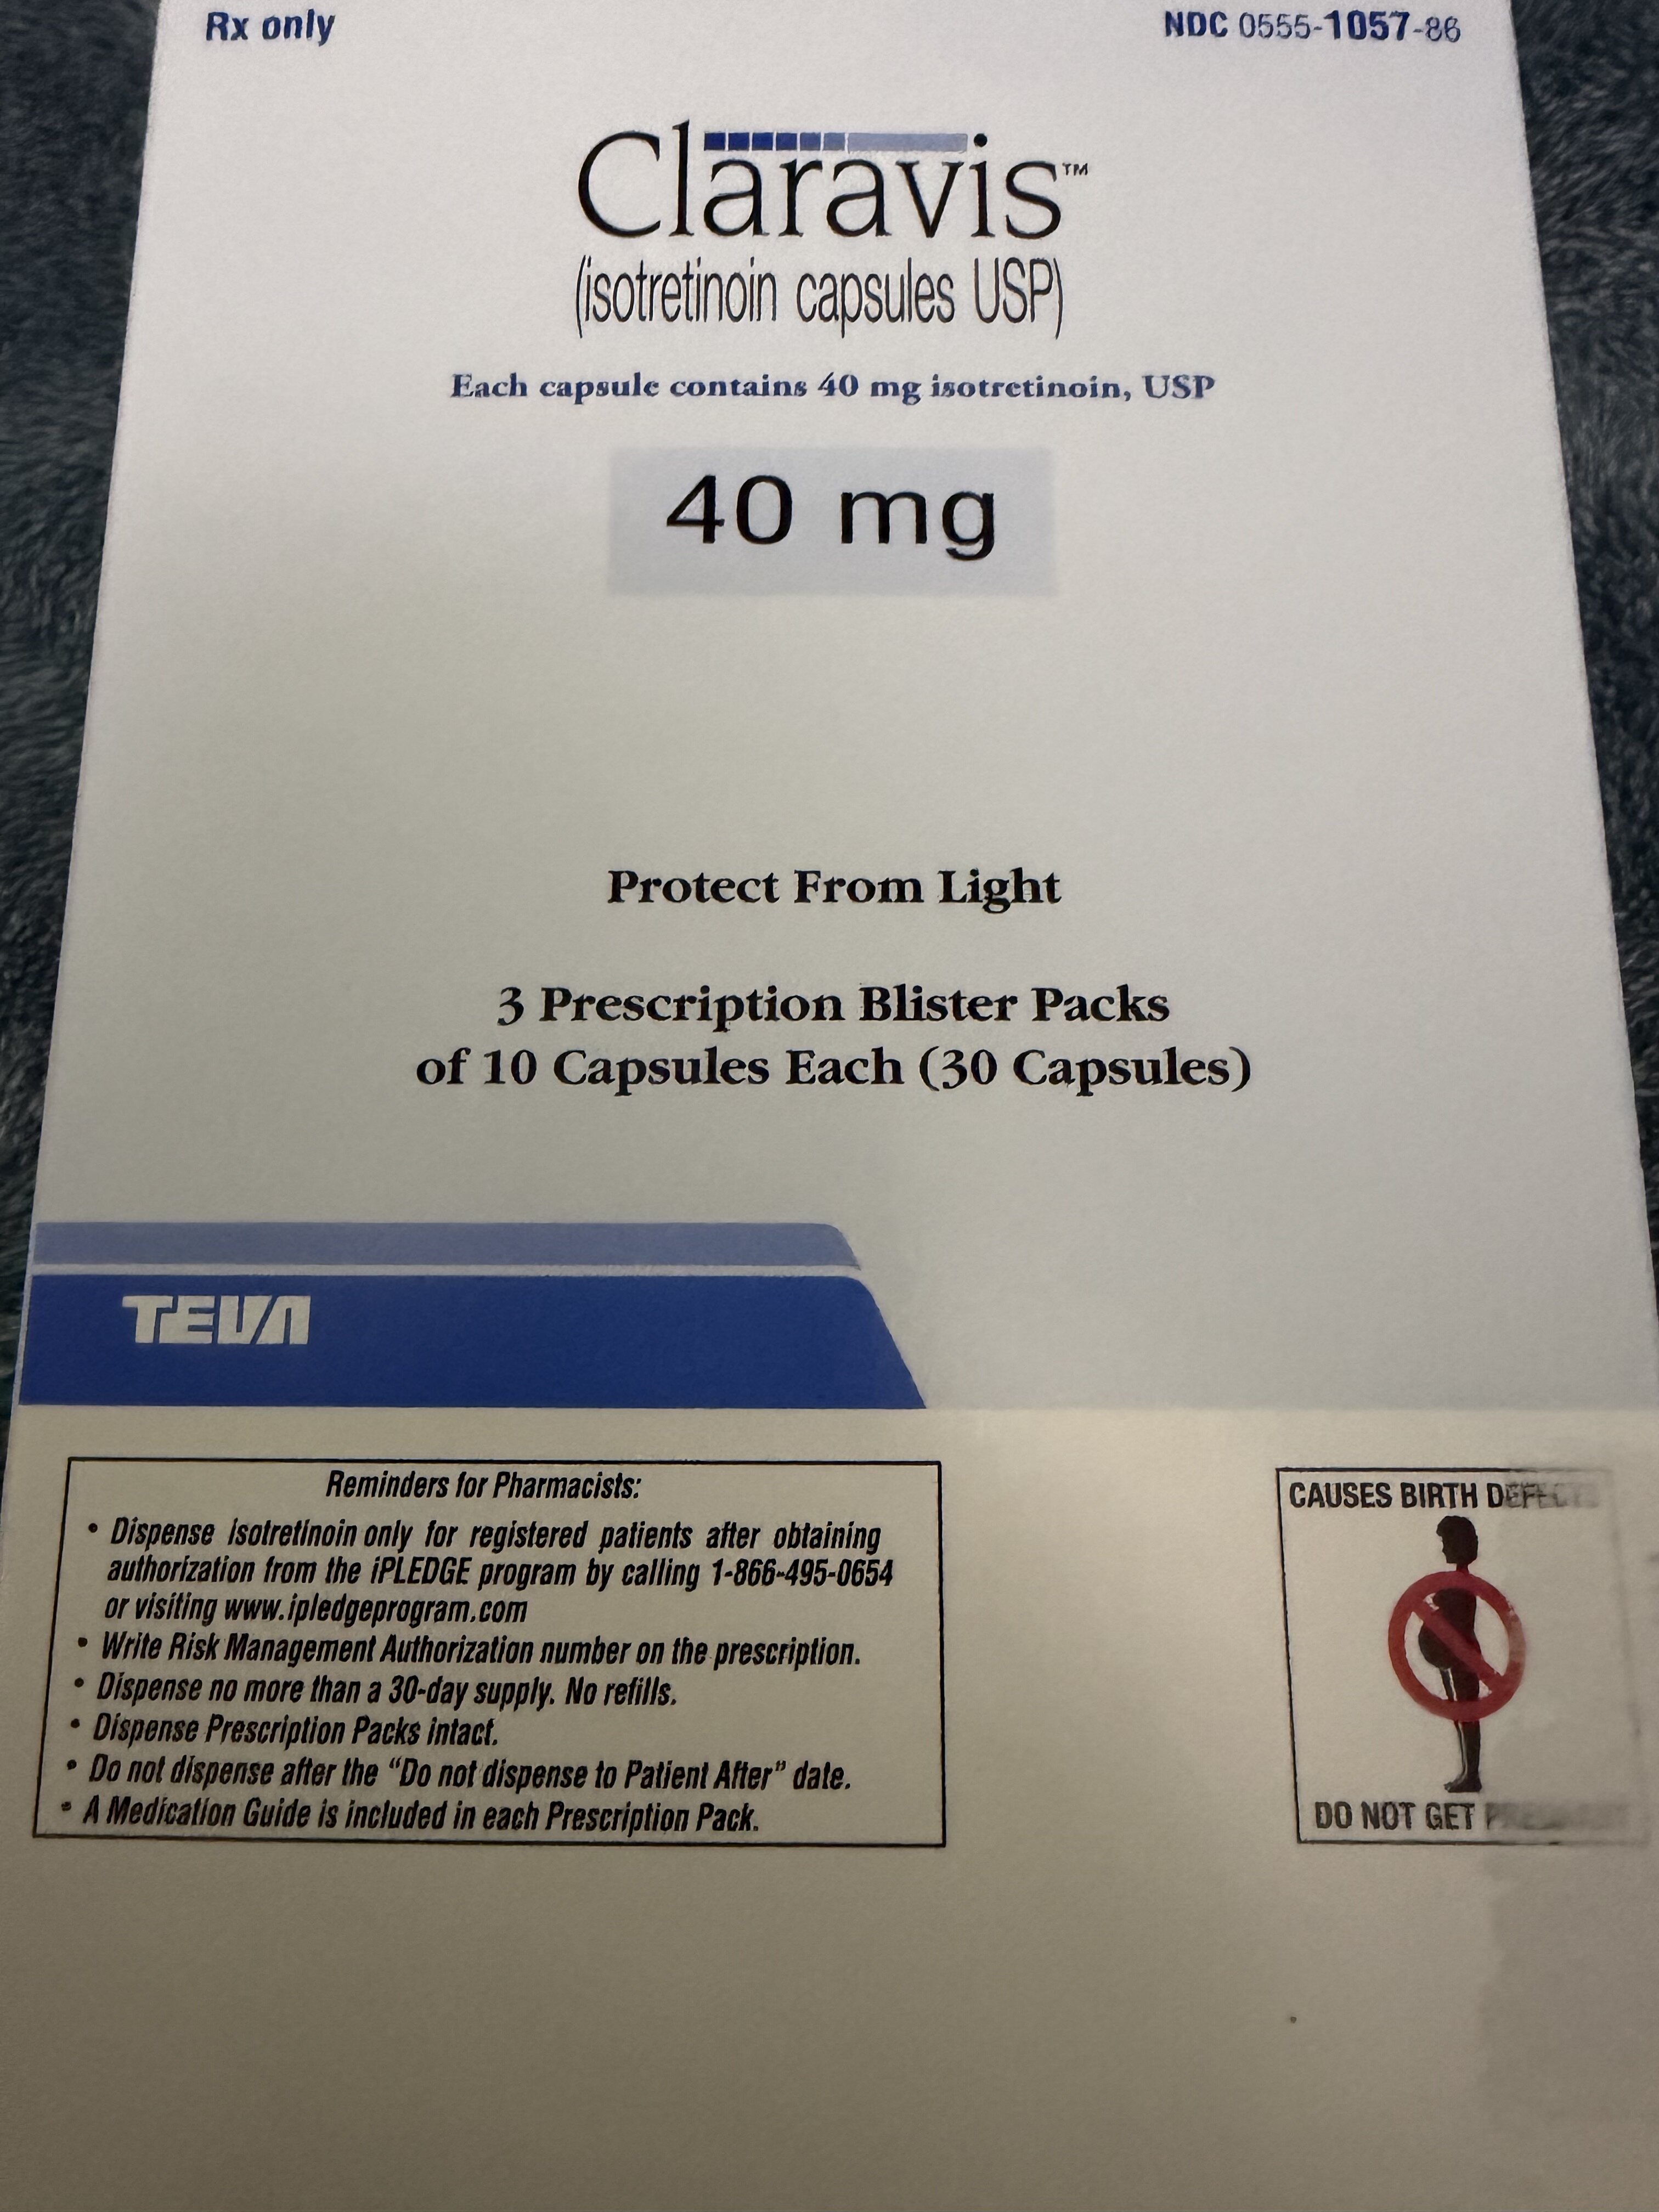 Rx only
NDC 0555-1057-86
Claravis™
(isotretinoin capsules USP)
Each capsule contains 40 mg isotretinoin, USP
40 mg
Protect From Light
3 Prescription Blister Packs
of 10 Capsules Each (30 Capsules)
TEVA
Reminders for Pharmacists:
• Dispense isotretinoin only for registered patients after obtaining
authorization from the iPLEDGE program by calling 1-866-495-0654
or visiting www.ipledgeprogram.com
• Write Risk Management Authorization number on the prescription.
• Dispense no more than a 30-day supply. No refills.
• Dispense Prescription Packs intact.
• Do not dispense after the “Do not dispense to Patient After” date.
• A Medication Guide is included in each Prescription Pack.
CAUSES BIRTH DEFECTS
DO NOT GET